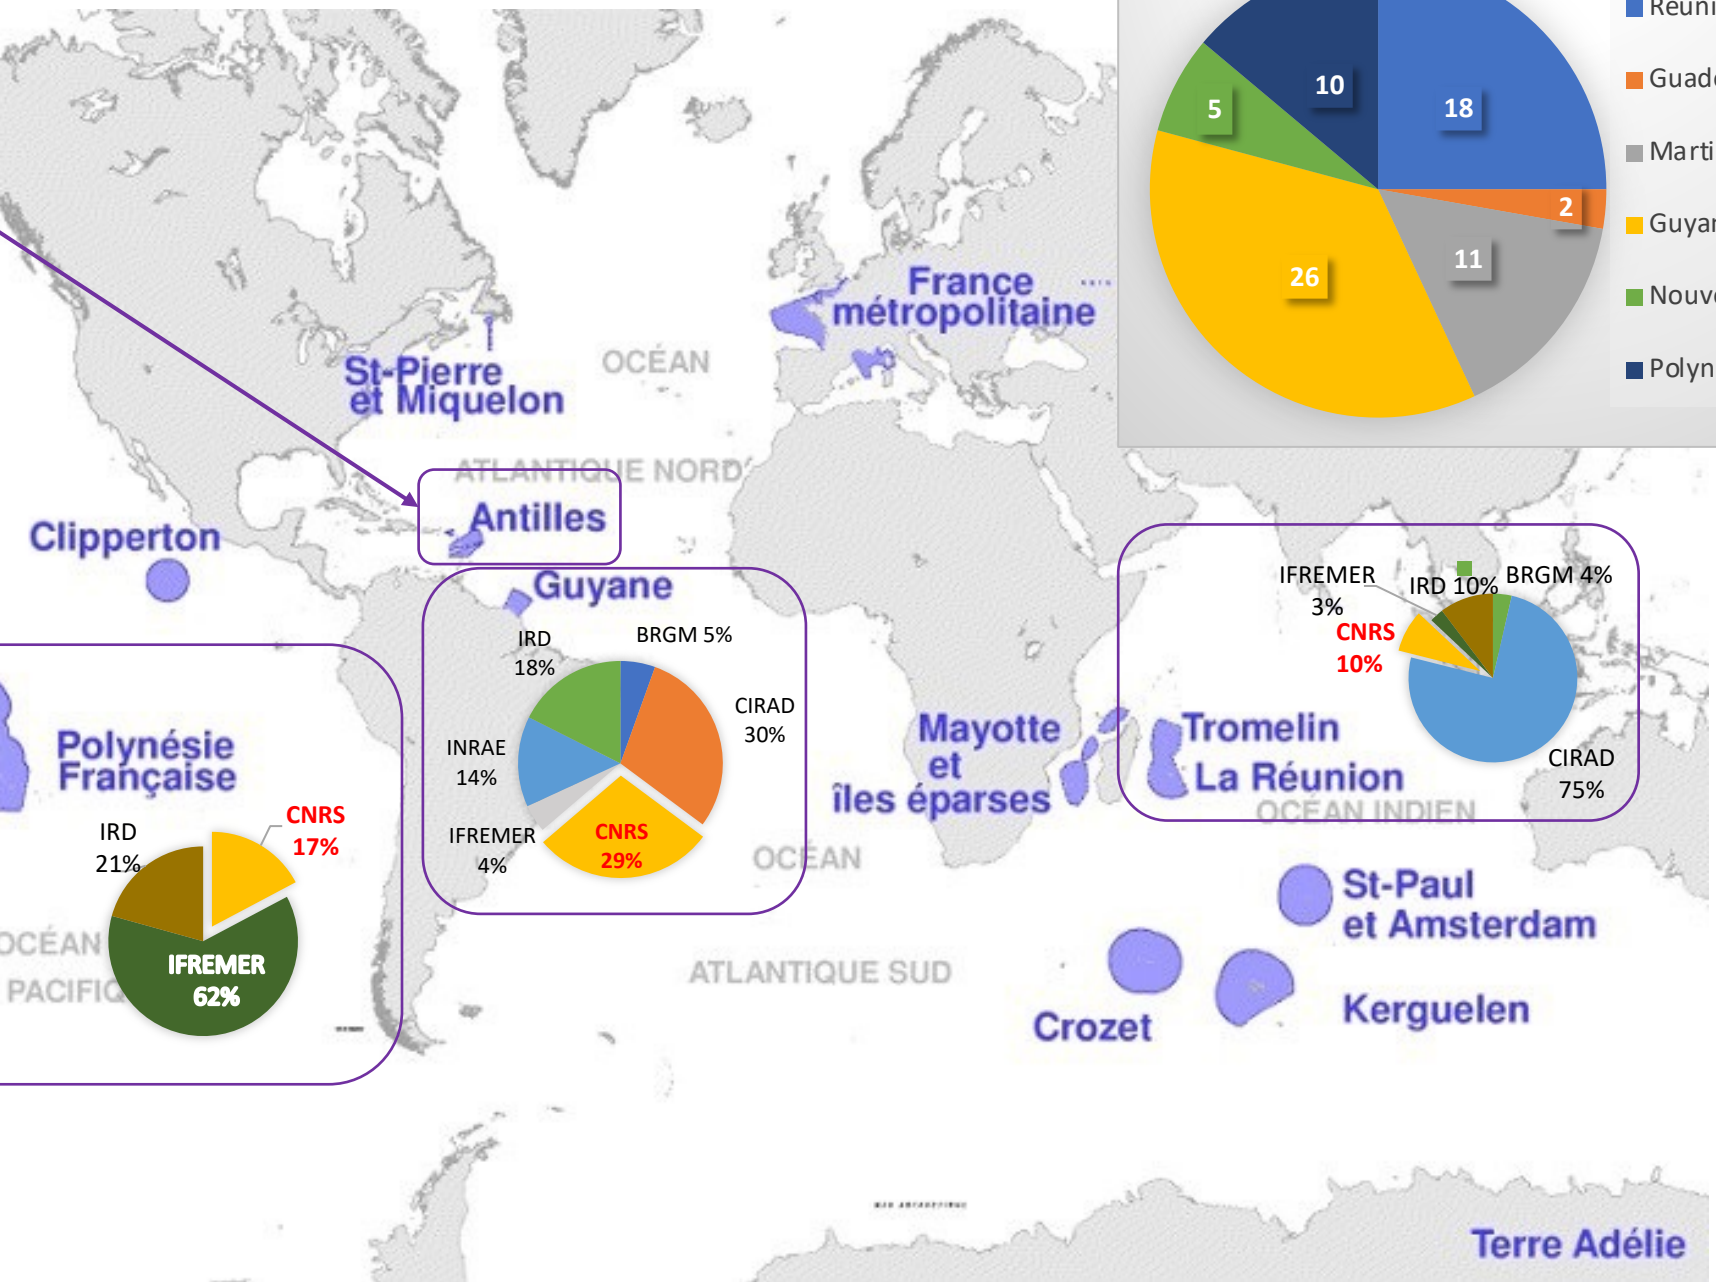 Réuni
Guade
Marti
Guyan
Nouve
Polyn
18
2
11
26
5
10
France
métropolitaine
St-Pierre
et Miquelon
OCÉAN
ATLANTIQUE NORD
Antilles
Clipperton
Guyane
IRD
18%
BRGM 5%
CIRAD
30%
INRAE
14%
IFREMER
4%
CNRS
29%
IFREMER
3%
IRD 10%
BRGM 4%
CNRS
10%
CIRAD
75%
Polynésie
Française
IRD
21%
CNRS
17%
IFREMER
62%
OCÉAN
PACIFIQ
Mayotte
et
îles éparses
Tromelin
La Réunion
OCÉAN INDIEN
OCÉAN
ATLANTIQUE SUD
St-Paul
et Amsterdam
Crozet
Kerguelen
Terre Adélie